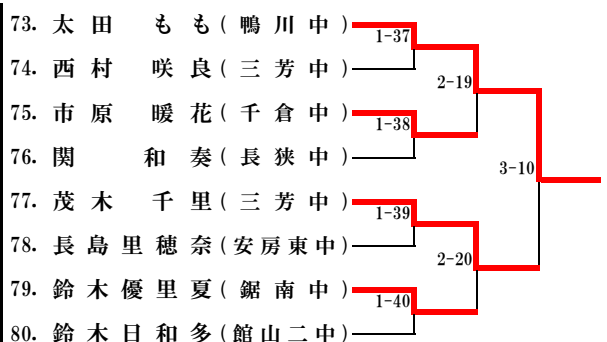 73. 太田 もも(鴨川中)
1-37
74. 西村 咲良(三芳中)
2-19
75. 市原 暖花(千倉中)
1-38
76. 関 和奏(長狭中)
3-10
77. 茂木 千里(三芳中)
1-39
78. 長島里穂奈(安房東中)
2-20
79. 鈴木優里夏(鋸南中)
1-40
80. 鈴木日和多(館山二中)